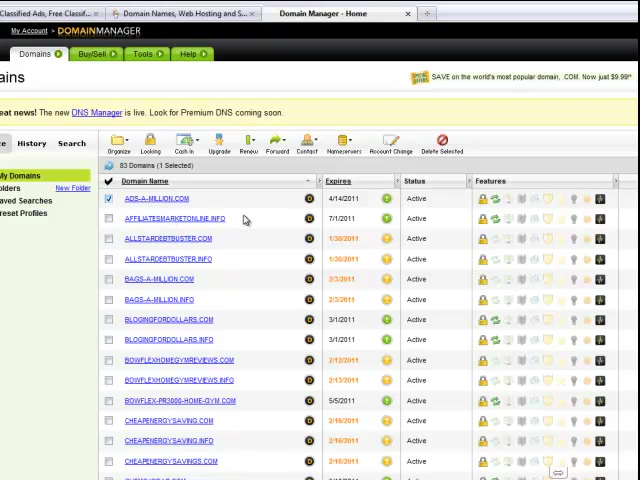 Classified Ads, Free Classif... × Domain Names, Web Hosting and S... × Domain Manager - Home ×
My Account > DOMAINMANAGER
Domains Buy/Sell Tools Help
ains
SAVE on the world's most popular domain, .COM. Now just $9.99!*
eat news! The new DNS Manager is live. Look for Premium DNS coming soon.
ze History Search
Organize Locking Cash In Upgrade Renew Forward Contact Nameservers Account Change Delete Selected
83 Domains (1 Selected)
My Domains
olders New Folder
aved Searches
reset Profiles
Domain Name Expires Status Features
ADS-A-MILLION.COM 4/14/2011 Active
AFFILIATESMARKETONLINE.INFO 7/1/2011 Active
ALLSTARDEBTBUSTER.COM 1/30/2011 Active
ALLSTARDEBTBUSTER.INFO 1/30/2011 Active
BAGS-A-MILLION.COM 2/3/2011 Active
BAGS-A-MILLION.INFO 2/3/2011 Active
BLOGINGFORDOLLARS.COM 3/1/2011 Active
BLOGINGFORDOLLARS.INFO 3/1/2011 Active
BOWFLEXHOMEGYMREVIEWS.COM 2/12/2011 Active
BOWFLEXHOMEGYMREVIEWS.INFO 2/13/2011 Active
BOWFLEX-PR3000-HOME-GYM.COM 5/5/2011 Active
CHEAPENERGYSAVING.COM 2/16/2011 Active
CHEAPENERGYSAVING.INFO 2/16/2011 Active
CHEAPENERGYSAVINGS.COM 2/15/2011 Active